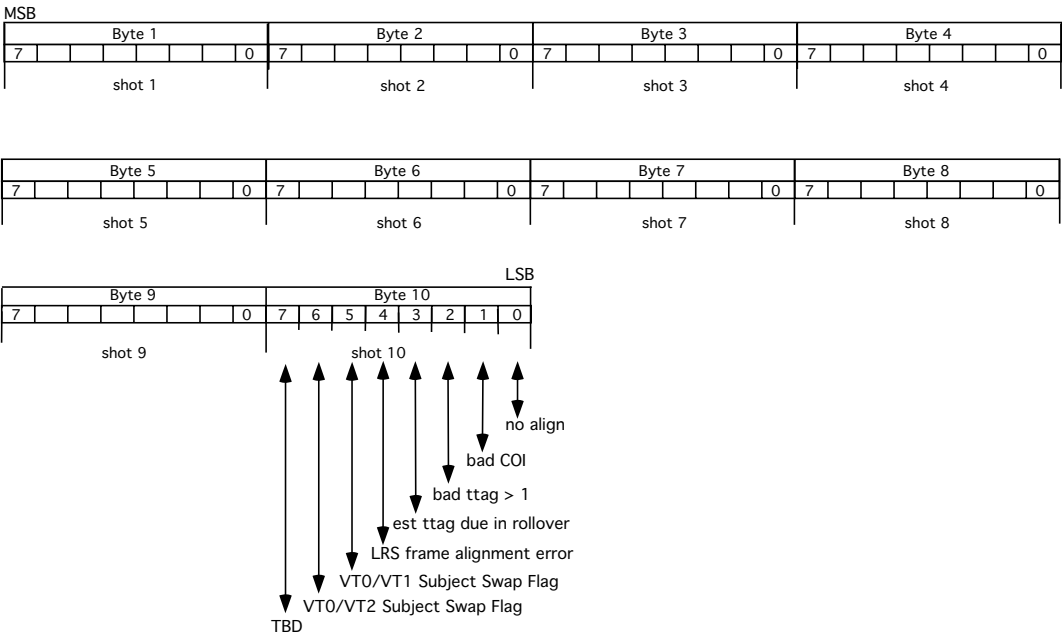 MSB
Byte 1 Byte 2 Byte 3 Byte 4
7 0 7 0 7 0 7 0
shot 1 shot 2 shot 3 shot 4
Byte 5 Byte 6 Byte 7 Byte 8
7 0 7 0 7 0 7 0
shot 5 shot 6 shot 7 shot 8
LSB
Byte 9 Byte 10
7 0 7 6 5 4 3 2 1 0
shot 9 shot 10
no align
bad COI
bad ttag > 1
est ttag due in rollover
LRS frame alignment error
VT0/VT1 Subject Swap Flag
VT0/VT2 Subject Swap Flag
TBD